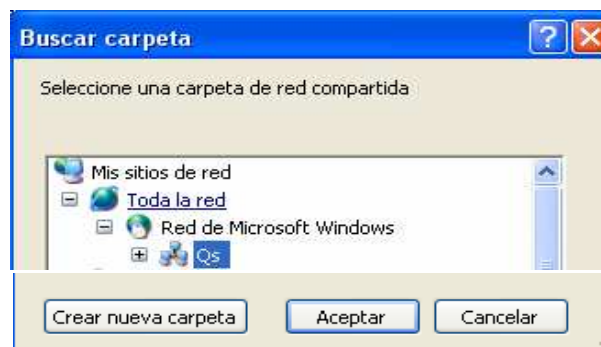 Buscar carpeta
Seleccione una carpeta de red compartida
Mis sitios de red
Toda la red
Red de Microsoft Windows
Qs
Crear nueva carpeta Aceptar Cancelar